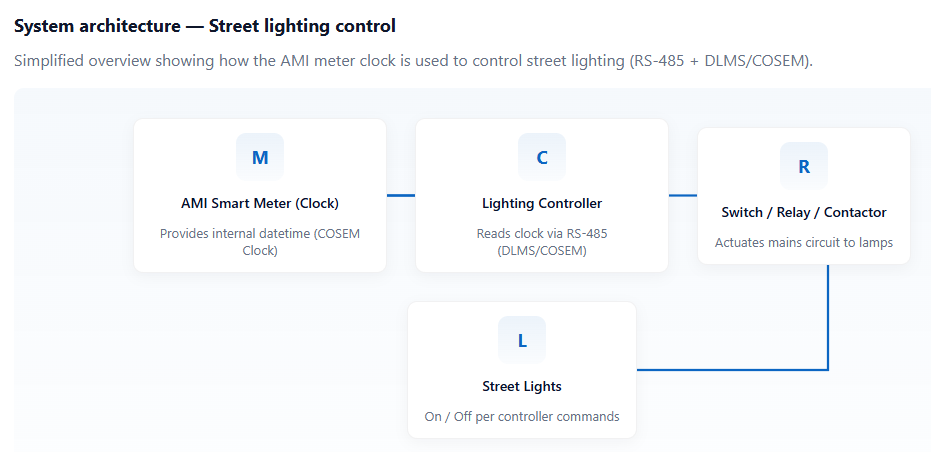 System architecture — Street lighting control
Simplified overview showing how the AMI meter clock is used to control street lighting (RS-485 + DLMS/COSEM).
M
AMI Smart Meter (Clock)
Provides internal datetime (COSEM
Clock)
C
Lighting Controller
Reads clock via RS-485
(DLMS/COSEM)
R
Switch / Relay / Contactor
Actuates mains circuit to lamps
L
Street Lights
On / Off per controller commands